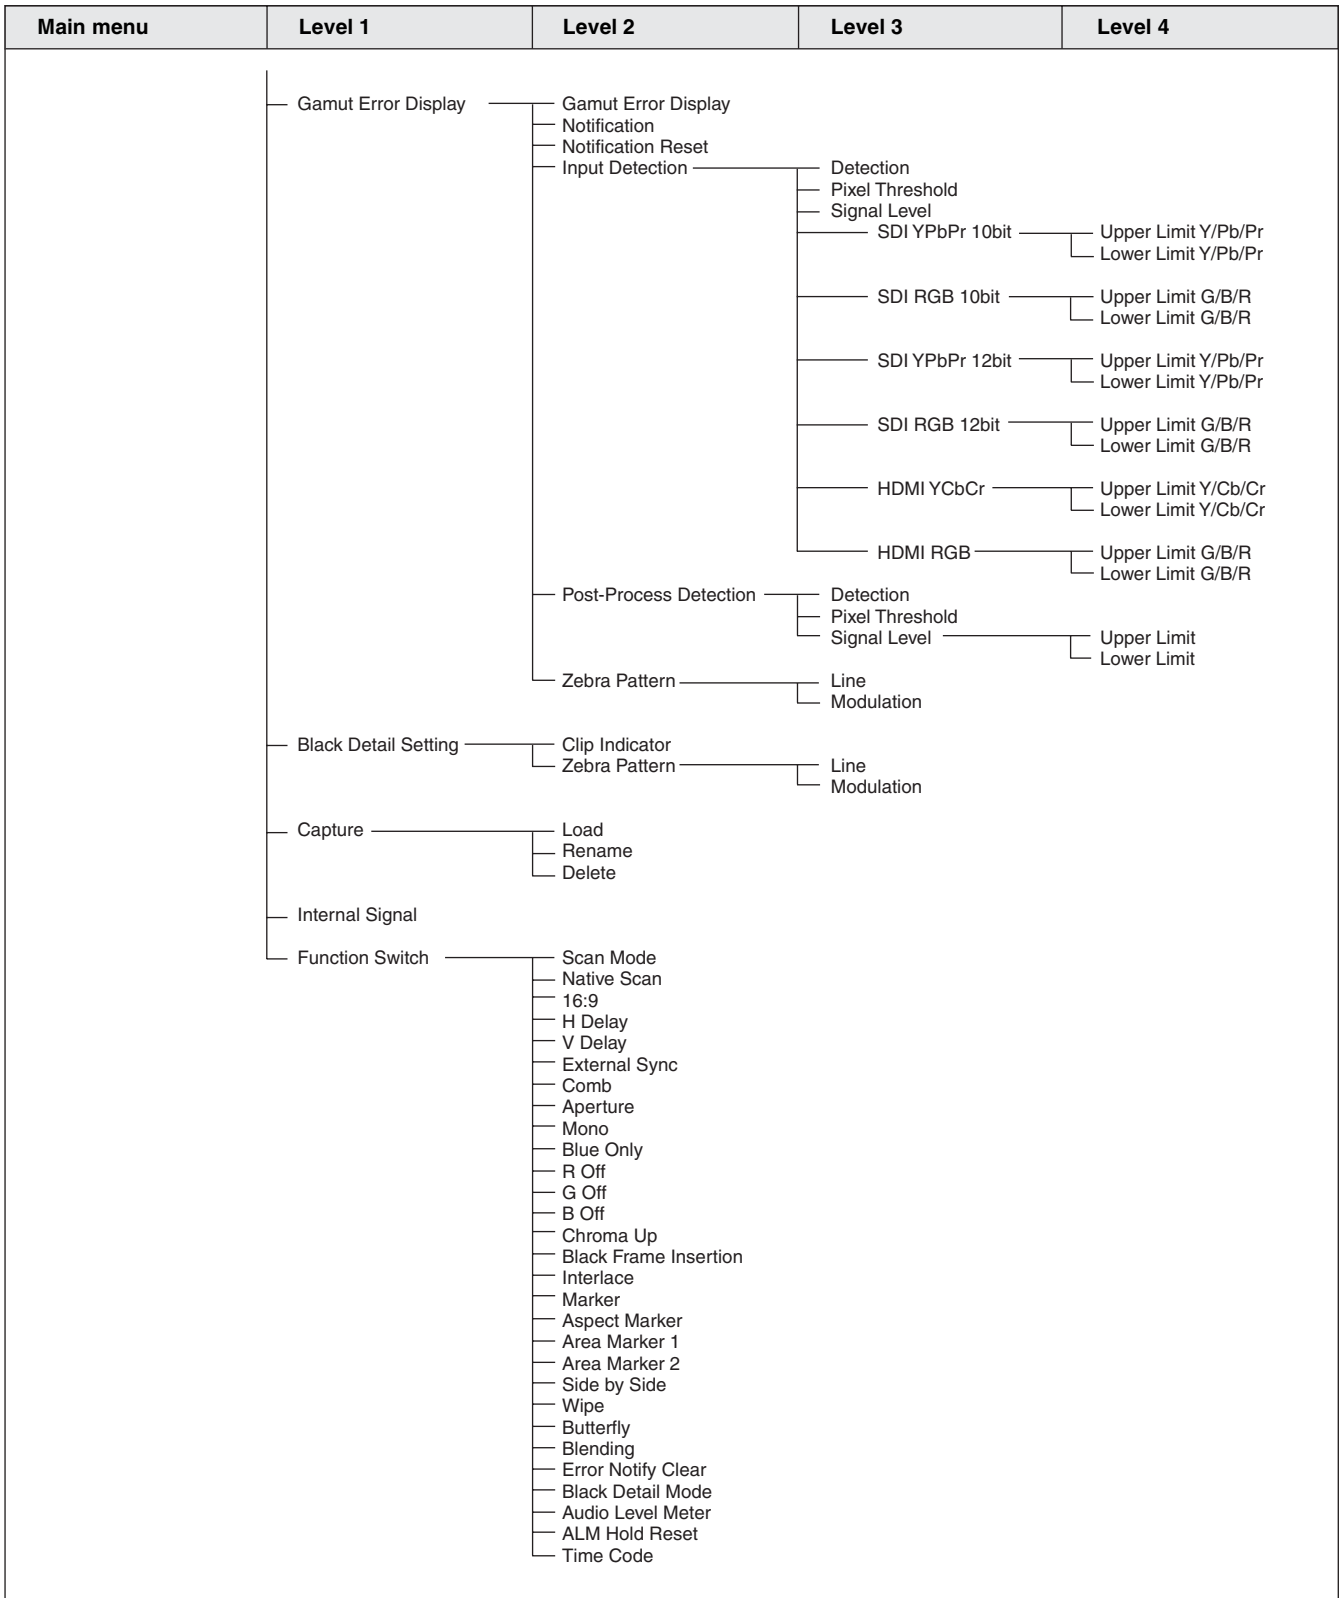 Main menu Level 1 Level 2 Level 3 Level 4
Gamut Error Display Gamut Error Display
Notification
Notification Reset
Input Detection Detection
Pixel Threshold
Signal Level
SDI YPbPr 10bit Upper Limit Y/Pb/Pr
Lower Limit Y/Pb/Pr
SDI RGB 10bit Upper Limit G/B/R
Lower Limit G/B/R
SDI YPbPr 12bit Upper Limit Y/Pb/Pr
Lower Limit Y/Pb/Pr
SDI RGB 12bit Upper Limit G/B/R
Lower Limit G/B/R
HDMI YCbCr Upper Limit Y/Cb/Cr
Lower Limit Y/Cb/Cr
HDMI RGB Upper Limit G/B/R
Lower Limit G/B/R
Post-Process Detection Detection
Pixel Threshold
Signal Level Upper Limit
Lower Limit
Zebra Pattern Line
Modulation
Black Detail Setting Clip Indicator
Zebra Pattern Line
Modulation
Capture Load
Rename
Delete
Internal Signal
Function Switch Scan Mode
Native Scan
16:9
H Delay
V Delay
External Sync
Comb
Aperture
Mono
Blue Only
R Off
G Off
B Off
Chroma Up
Black Frame Insertion
Interlace
Marker
Aspect Marker
Area Marker 1
Area Marker 2
Side by Side
Wipe
Butterfly
Blending
Error Notify Clear
Black Detail Mode
Audio Level Meter
ALM Hold Reset
Time Code